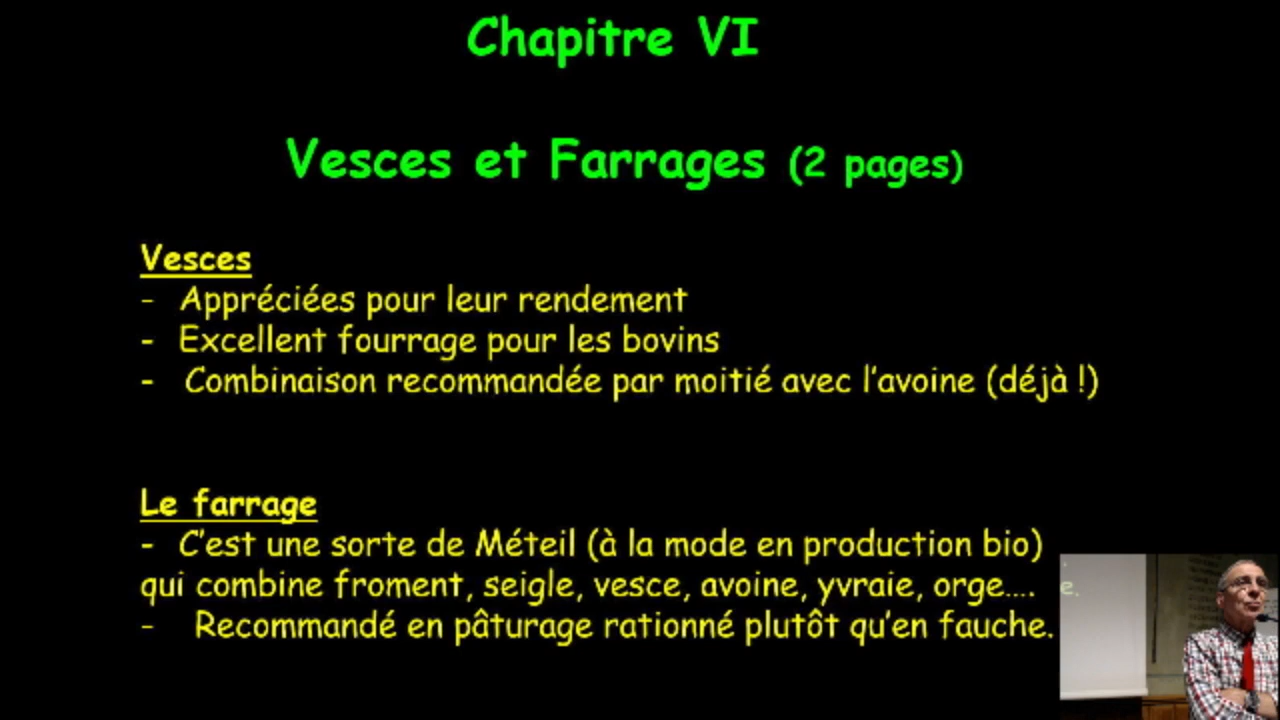 Chapitre VI
Vesces et Farrages (2 pages)
Vesces
- Appréciées pour leur rendement
- Excellent fourrage pour les bovins
- Combinaison recommandée par moitié avec l'avoine (déjà !)
Le farrage
- C'est une sorte de Méteil (à la mode en production bio)
qui combine froment, seigle, vesce, avoine, yvraie, orge....
- Recommandé en pâturage rationné plutôt qu'en fauche.